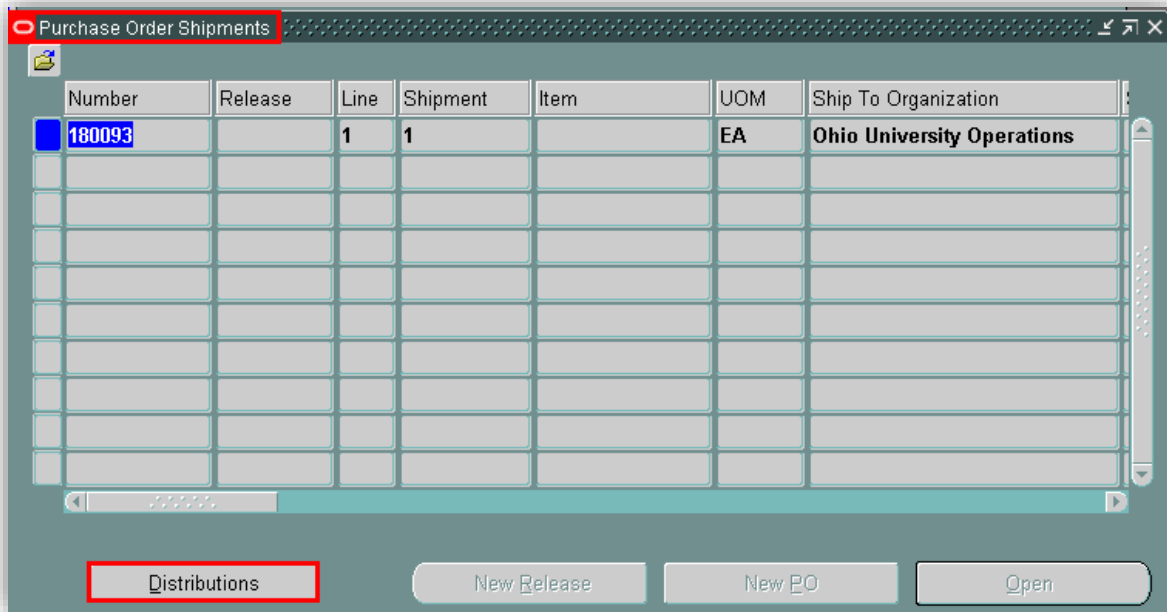 Purchase Order Shipments
Number Release Line Shipment Item UOM Ship To Organization
180093 1 1 EA Ohio University Operations
Distributions New Release New PO Open